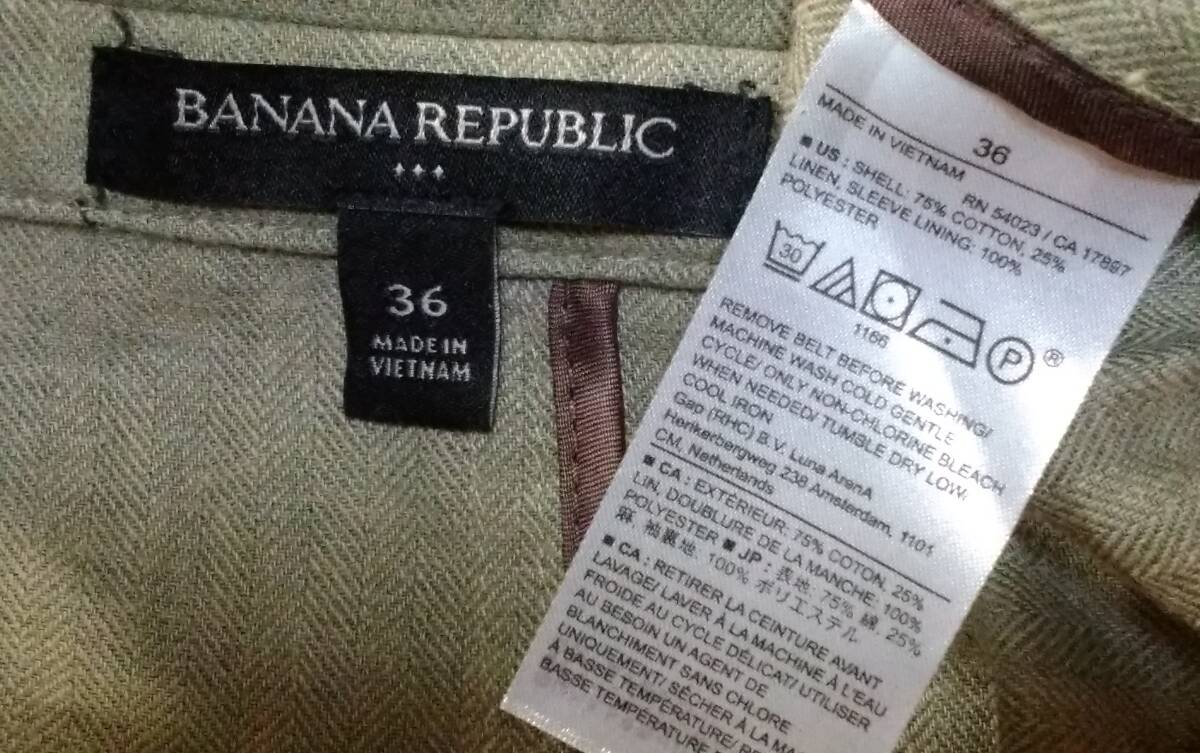 BANANA REPUBLIC
36
MADE IN
VIETNAM
36
MADE IN VIETNAM
RN 54023 / CA 17897
■ US : SHELL: 75% COTTON, 25%
LINEN, SLEEVE LINING: 100%
POLYESTER
30
1166
P
®
REMOVE BELT BEFORE WASHING/
MACHINE WASH COLD GENTLE
CYCLE/ ONLY NON-CHLORINE BLEACH
WHEN NEEDED/ TUMBLE DRY LOW/
COOL IRON
Gap (RHC) B.V. Luna ArenA
Herikerbergweg 238 Amsterdam, 1101
CM, Netherlands
■ CA : EXTÉRIEUR: 75% COTON, 25%
LIN, DOUBLURE DE LA MANCHE: 100%
POLYESTER ■ JP : 表地: 75% 綿, 25%
麻, 袖裏地: 100% ポリエステル
■ CA : RETIRER LA CEINTURE AVANT
LAVAGE/ LAVER À LA MACHINE À L'EAU
FROIDE AU CYCLE DÉLICAT/ UTILISER
AU BESOIN UN AGENT DE
BLANCHIMENT SANS CHLORE
UNIQUEMENT/ SÉCHER À LA
À BASSE TEMPÉRATURE/
BASSE TEMPÉRATURE/